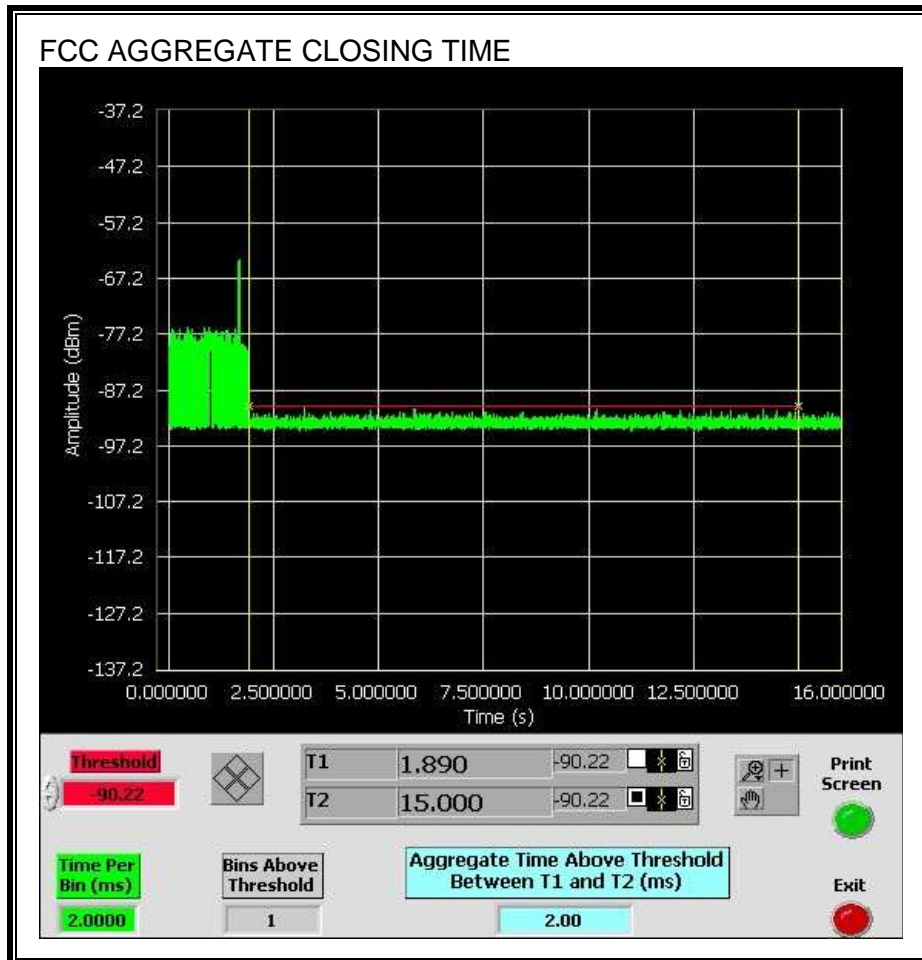 FCC AGGREGATE CLOSING TIME
-37.2
-47.2
-57.2
-67.2
-77.2
-87.2
-97.2
-107.2
-117.2
-127.2
-137.2
Amplitude (dBm)
0.000000 2.500000 5.000000 7.500000 10.000000 12.500000 16.000000
Time (s)
Threshold
-90.22
T1 1.890 -90.22
T2 15.000 -90.22
Print Screen
Time Per Bin (ms)
2.0000
Bins Above Threshold
1
Aggregate Time Above Threshold
Between T1 and T2 (ms)
2.00
Exit